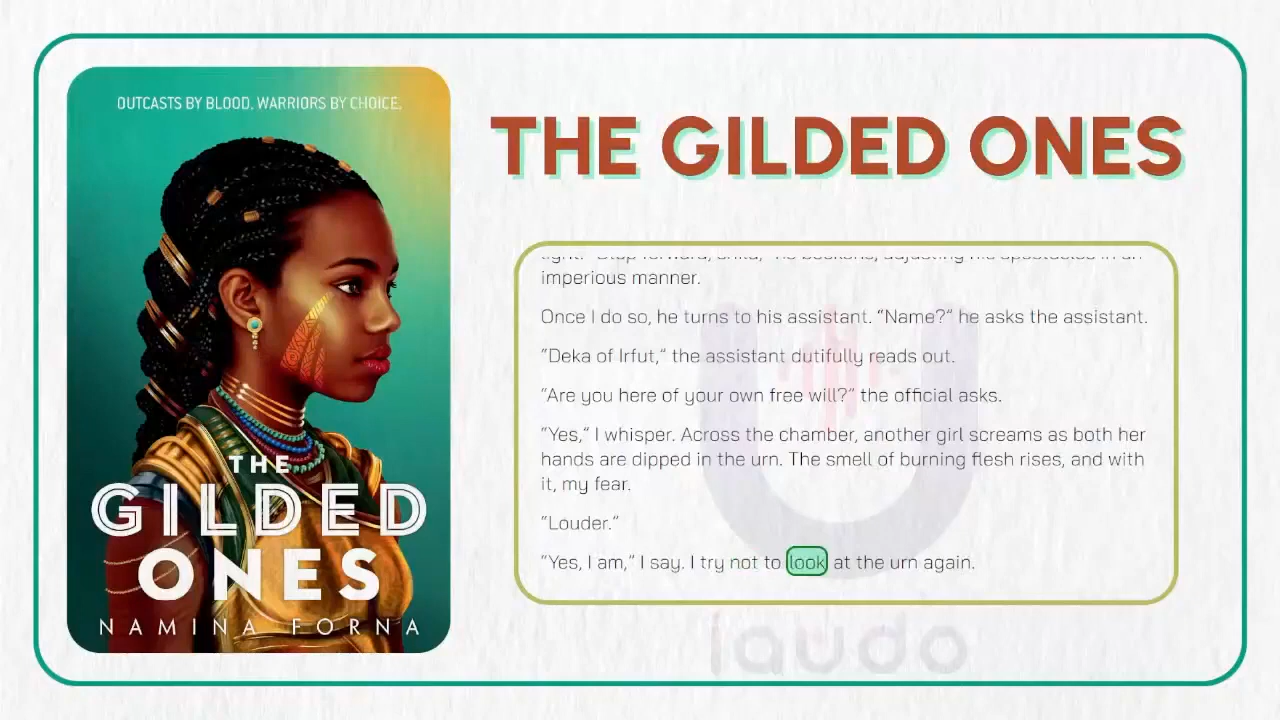 OUTCASTS BY BLOOD. WARRIORS BY CHOICE.
THE
GILDED
ONES
NAMINA FORNA
THE GILDED ONES
imperious manner.
Once I do so, he turns to his assistant. “Name?” he asks the assistant.
“Deka of Irfut,” the assistant dutifully reads out.
“Are you here of your own free will?” the official asks.
“Yes,” I whisper. Across the chamber, another girl screams as both her
hands are dipped in the urn. The smell of burning flesh rises, and with
it, my fear.
“Louder.”
“Yes, I am,” I say. I try not to look at the urn again.
iaudo